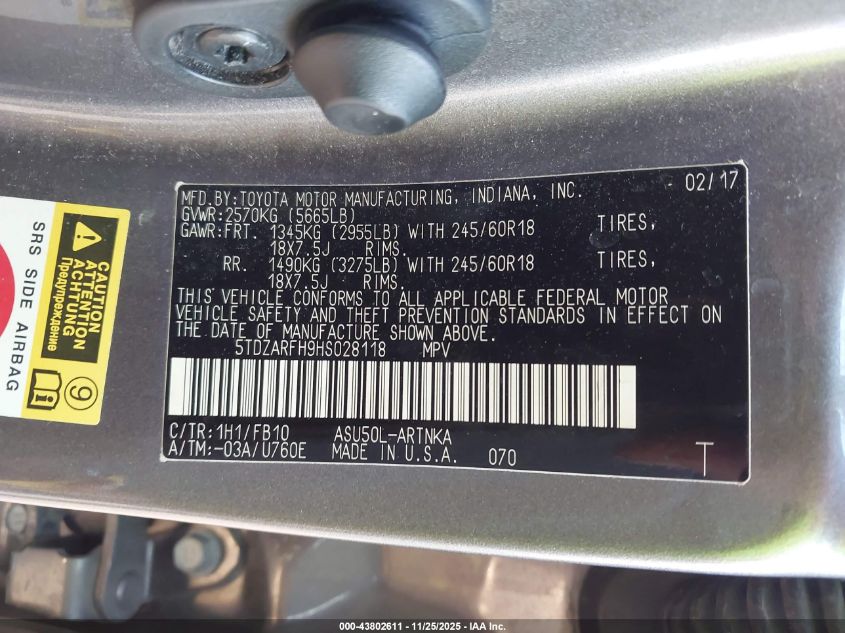 MFD.BY:TOYOTA MOTOR MANUFACTURING, INDIANA, INC. 02/17
GVWR:2570KG (5665LB)
GAWR:FRT. 1345KG (2955LB) WITH 245/60R18 TIRES,
18X7.5J RIMS.
RR. 1490KG (3275LB) WITH 245/60R18 TIRES,
18X7.5J RIMS.
THIS VEHICLE CONFORMS TO ALL APPLICABLE FEDERAL MOTOR
VEHICLE SAFETY AND THEFT PREVENTION STANDARDS IN EFFECT ON
THE DATE OF MANUFACTURE SHOWN ABOVE.
5TDZARFH9HS028118 MPV
C/TR:1H1/FB10 ASU50L-ARTNKA
A/TM:-03A/U760E MADE IN U.S.A. 070 T
SRS SIDE AIRBAG
CAUTION
ATTENTION
ACHTUNG
Предупреждение
9
000-43802611 - 11/25/2025 - IAA Inc.